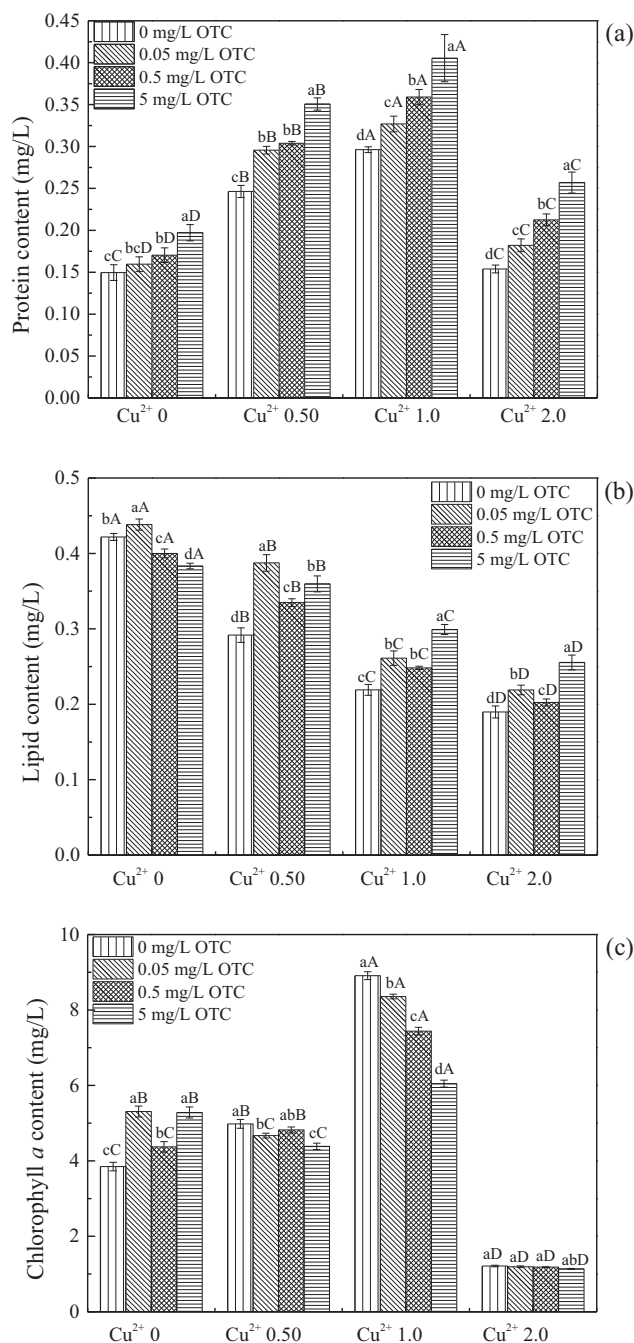 (a)
0 mg/L OTC
0.05 mg/L OTC
0.5 mg/L OTC
5 mg/L OTC
Protein content (mg/L)
0.45
0.40
0.35
0.30
0.25
0.20
0.15
0.10
0.05
0.00
cC bcD bD aD
cB bB bB aB
dA cA bA aA
dC cC bC aC
Cu²⁺ 0 Cu²⁺ 0.50 Cu²⁺ 1.0 Cu²⁺ 2.0
(b)
0 mg/L OTC
0.05 mg/L OTC
0.5 mg/L OTC
5 mg/L OTC
Lipid content (mg/L)
0.5
0.4
0.3
0.2
0.1
0.0
bA aA cA dA
dB aB cB bB
cC bC bC aC
dD bD cD aD
Cu²⁺ 0 Cu²⁺ 0.50 Cu²⁺ 1.0 Cu²⁺ 2.0
(c)
0 mg/L OTC
0.05 mg/L OTC
0.5 mg/L OTC
5 mg/L OTC
Chlorophyll a content (mg/L)
10
8
6
4
2
0
cC aB bC aB
aB bC abB cC
aA bA cA dA
aD aD aD abD
Cu²⁺ 0 Cu²⁺ 0.50 Cu²⁺ 1.0 Cu²⁺ 2.0